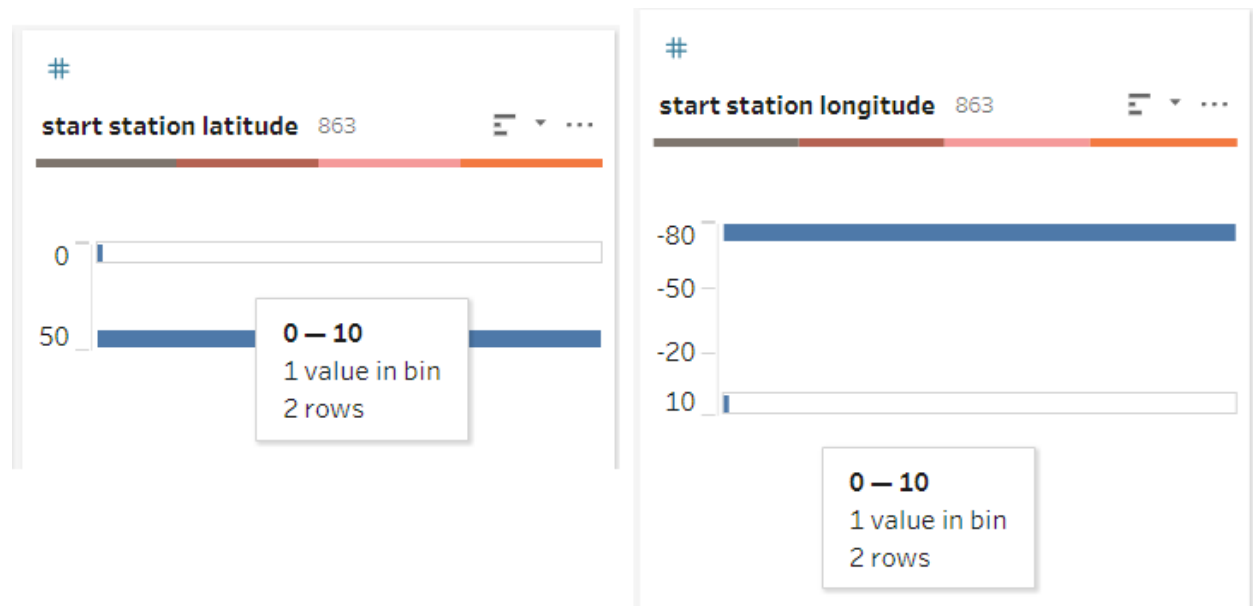 #
start station latitude 863
0
50
0 — 10
1 value in bin
2 rows
#
start station longitude 863
-80
-50
-20
10
0 — 10
1 value in bin
2 rows